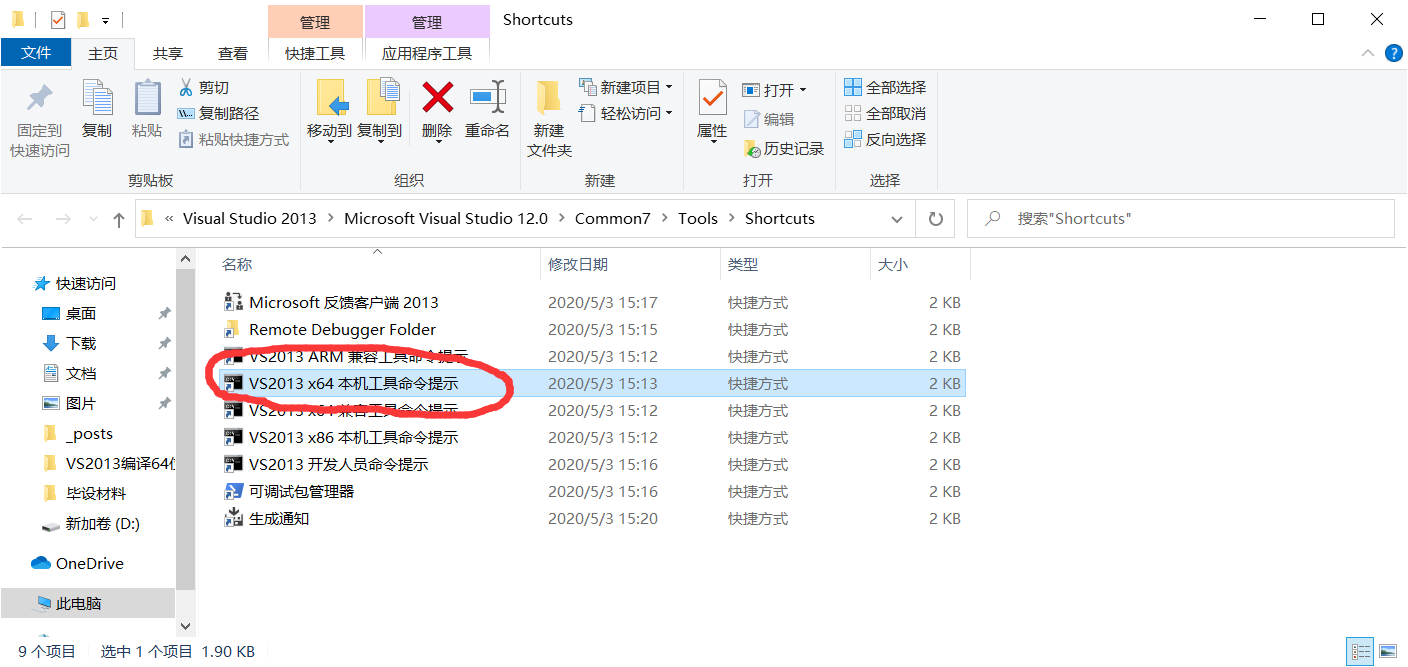 管理 管理 Shortcuts
文件 主页 共享 查看 快捷工具 应用程序工具
固定到快速访问
复制
粘贴
剪切
复制路径
粘贴快捷方式
剪贴板
移动到
复制到
删除
重命名
组织
新建文件夹
新建项目
轻松访问
新建
属性
打开
编辑
历史记录
打开
全部选择
全部取消
反向选择
选择
« Visual Studio 2013 > Microsoft Visual Studio 12.0 > Common7 > Tools > Shortcuts
搜索"Shortcuts"
快速访问
桌面
下载
文档
图片
_posts
VS2013编译64位
毕设材料
新加卷 (D:)
OneDrive
此电脑
名称 修改日期 类型 大小
Microsoft 反馈客户端 2013 2020/5/3 15:17 快捷方式 2 KB
Remote Debugger Folder 2020/5/3 15:15 快捷方式 2 KB
VS2013 ARM 兼容工具命令提示 2020/5/3 15:12 快捷方式 2 KB
VS2013 x64 本机工具命令提示 2020/5/3 15:13 快捷方式 2 KB
VS2013 x64 兼容工具命令提示 2020/5/3 15:12 快捷方式 2 KB
VS2013 x86 本机工具命令提示 2020/5/3 15:12 快捷方式 2 KB
VS2013 开发人员命令提示 2020/5/3 15:16 快捷方式 2 KB
可调试包管理器 2020/5/3 15:16 快捷方式 2 KB
生成通知 2020/5/3 15:20 快捷方式 2 KB
9 个项目 选中 1 个项目 1.90 KB